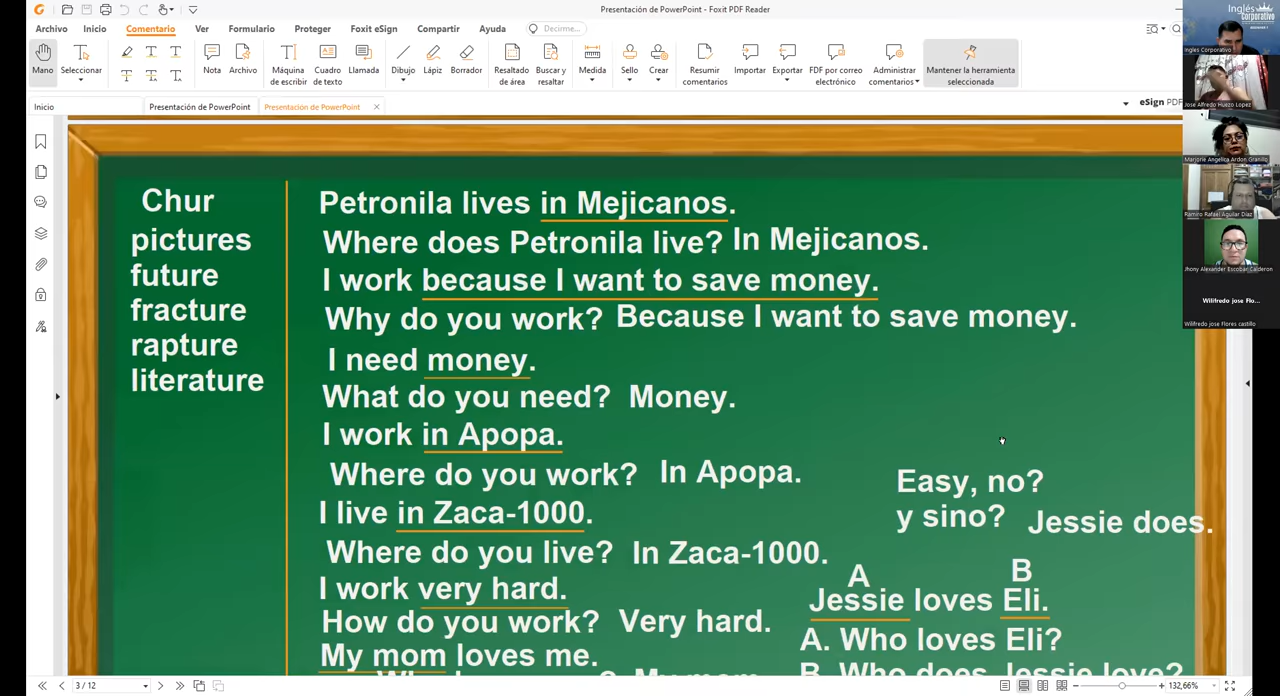 Presentación de PowerPoint - Foxit PDF Reader
Archivo Inicio Comentario Ver Formulario Proteger Foxit eSign Compartir Ayuda Decirme...
Mano Seleccionar Nota Archivo Máquina de escribir Cuadro de texto Llamada Dibujo Lápiz Borrador Resaltado de área Buscar y resaltar Medida Sello Crear Resumir comentarios Importar Exportar FDF por correo electrónico Administrar comentarios Mantener la herramienta seleccionada
Inicio Presentación de PowerPoint Presentación de PowerPoint eSign PDF
Inglés Corporativo
Ingles Corporativo
Jose Alfredo Huezo Lopez
Marjorie Angelica Ardon Granillo
Ramiro Rafael Aguilar Diaz
Jhony Alexander Escobar Calderon
Wilifredo jose Flo...
Wilifredo jose Flores castillo
Chur
pictures
future
fracture
rapture
literature
Petronila lives in Mejicanos.
Where does Petronila live? In Mejicanos.
I work because I want to save money.
Why do you work? Because I want to save money.
I need money.
What do you need? Money.
I work in Apopa.
Where do you work? In Apopa.
I live in Zaca-1000.
Where do you live? In Zaca-1000.
I work very hard.
How do you work? Very hard.
My mom loves me.
My mom
Easy, no?
y sino? Jessie does.
A B
Jessie loves Eli.
A. Who loves Eli?
B. Who does Jessie love?
3 / 12
132,66%